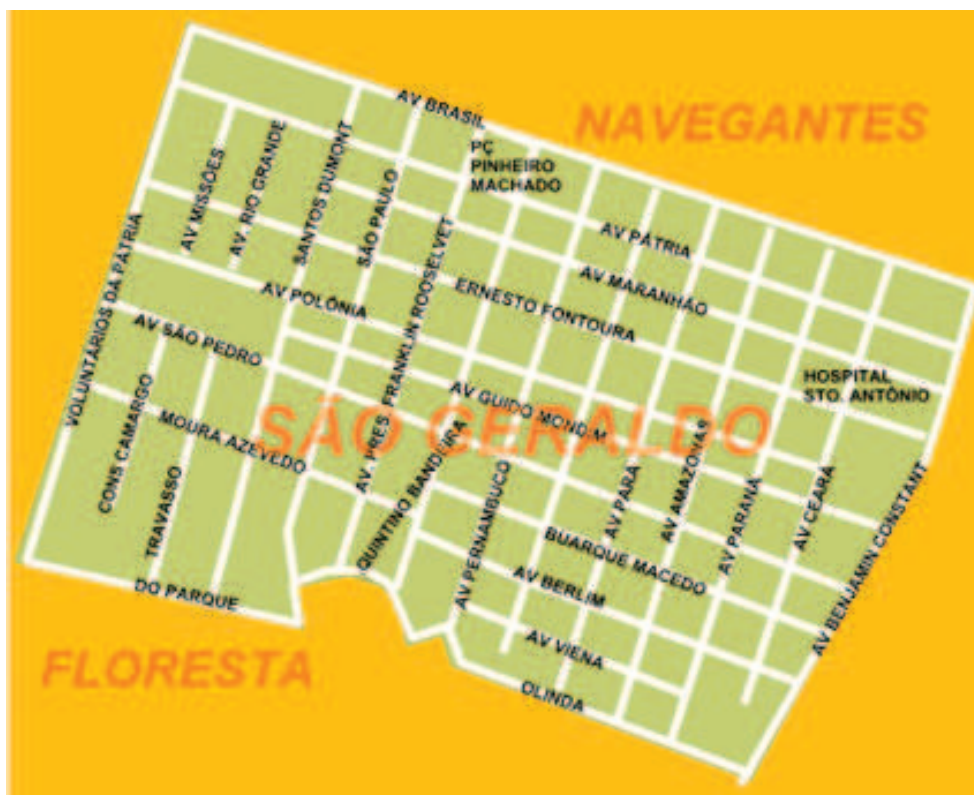 AV BRASIL
NAVEGANTES
PÇ
PINHEIRO
MACHADO
AV MISSÕES
AV. RIO GRANDE
SANTOS DUMONT
SÃO PAULO
AV PÁTRIA
AV MARANHÃO
ERNESTO FONTOURA
VOLUNTÁRIOS DA PÁTRIA
AV POLÔNIA
AV SÃO PEDRO
AV. PRES. FRANKLIN ROOSELVET
HOSPITAL
STO. ANTÔNIO
AV GUIDO MONDIM
SÃO GERALDO
MOURA AZEVEDO
CONS CAMARGO
TRAVASSO
QUINTINO BANDEIRA
AV PERNAMBUCO
AV PARÁ
AV AMAZONAS
AV PARANÁ
AV CEARÁ
AV BENJAMIN CONSTANT
BUARQUE MACEDO
AV BERLIM
DO PARQUE
AV VIENA
FLORESTA
OLINDA